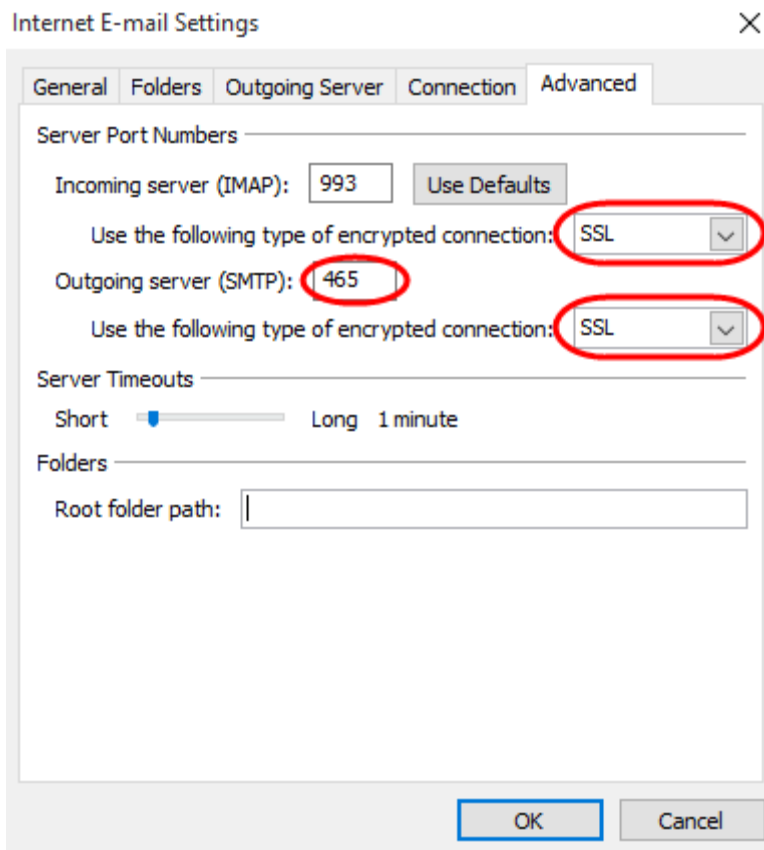 Internet E-mail Settings
General Folders Outgoing Server Connection Advanced
Server Port Numbers
Incoming server (IMAP): 993 Use Defaults
Use the following type of encrypted connection: SSL
Outgoing server (SMTP): 465
Use the following type of encrypted connection: SSL
Server Timeouts
Short Long 1 minute
Folders
Root folder path:
OK Cancel